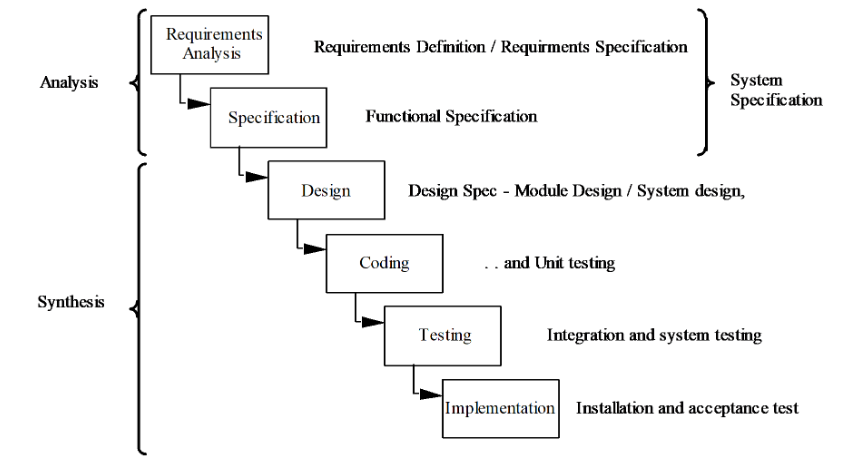 Requirements
Analysis
Requirements Definition / Requirments Specification
Analysis
System
Specification
Specification
Functional Specification
Design
Design Spec - Module Design / System design,
Coding
. . and Unit testing
Synthesis
Testing
Integration and system testing
Implementation
Installation and acceptance test